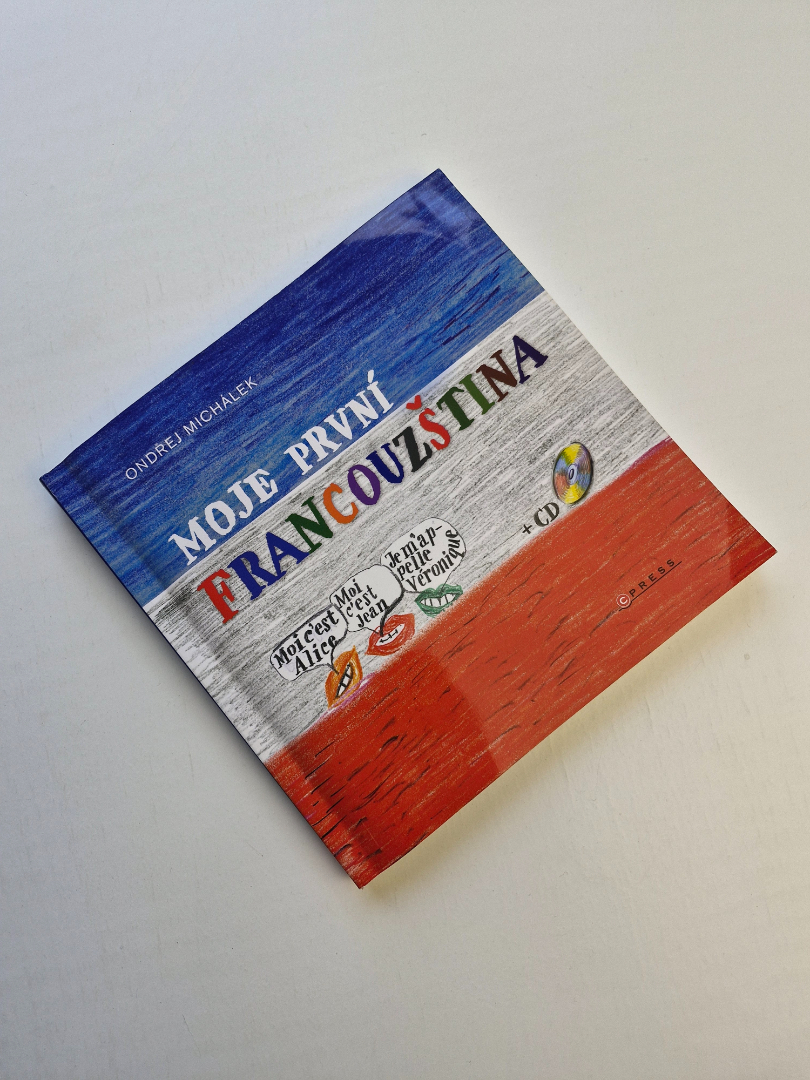 ONDŘEJ MICHÁLEK
MOJE PRVNÍ
FRANCOUZŠTINA
Moi c'est
Alice
Moi
c'est
Jean
Je m'ap-
pelle
Véronique
+ CD
CPRESS